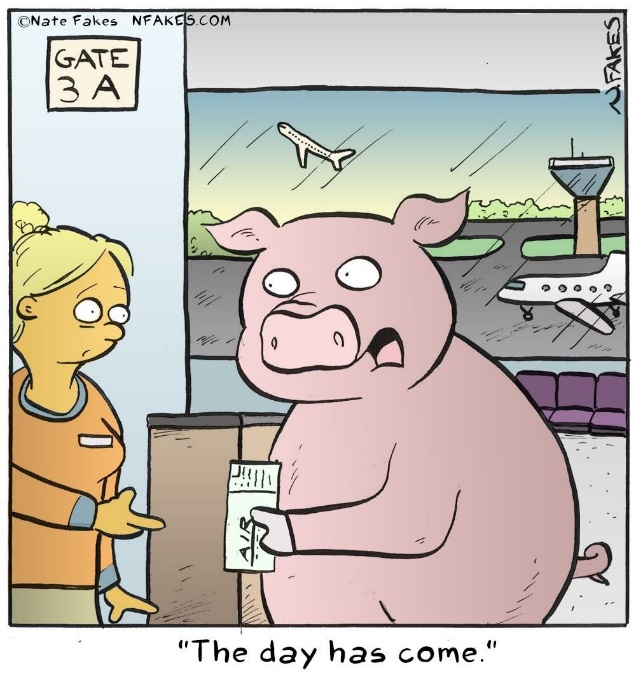 ©Nate Fakes NFAKES.COM
N.FAKES
GATE
3 A
AIR
"The day has come."